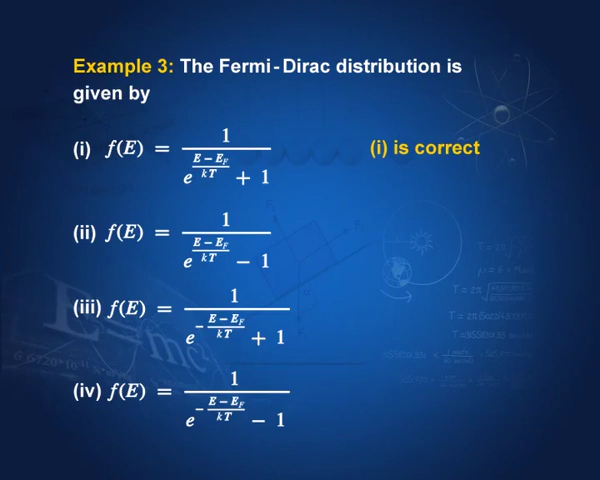 Example 3: The Fermi-Dirac distribution is
given by
(i) f(E) = 1 / (e^((E − E_F)/(kT)) + 1) (i) is correct
(ii) f(E) = 1 / (e^((E − E_F)/(kT)) − 1)
(iii) f(E) = 1 / (e^(−(E − E_F)/(kT)) + 1)
(iv) f(E) = 1 / (e^(−(E − E_F)/(kT)) − 1)
E=mc²